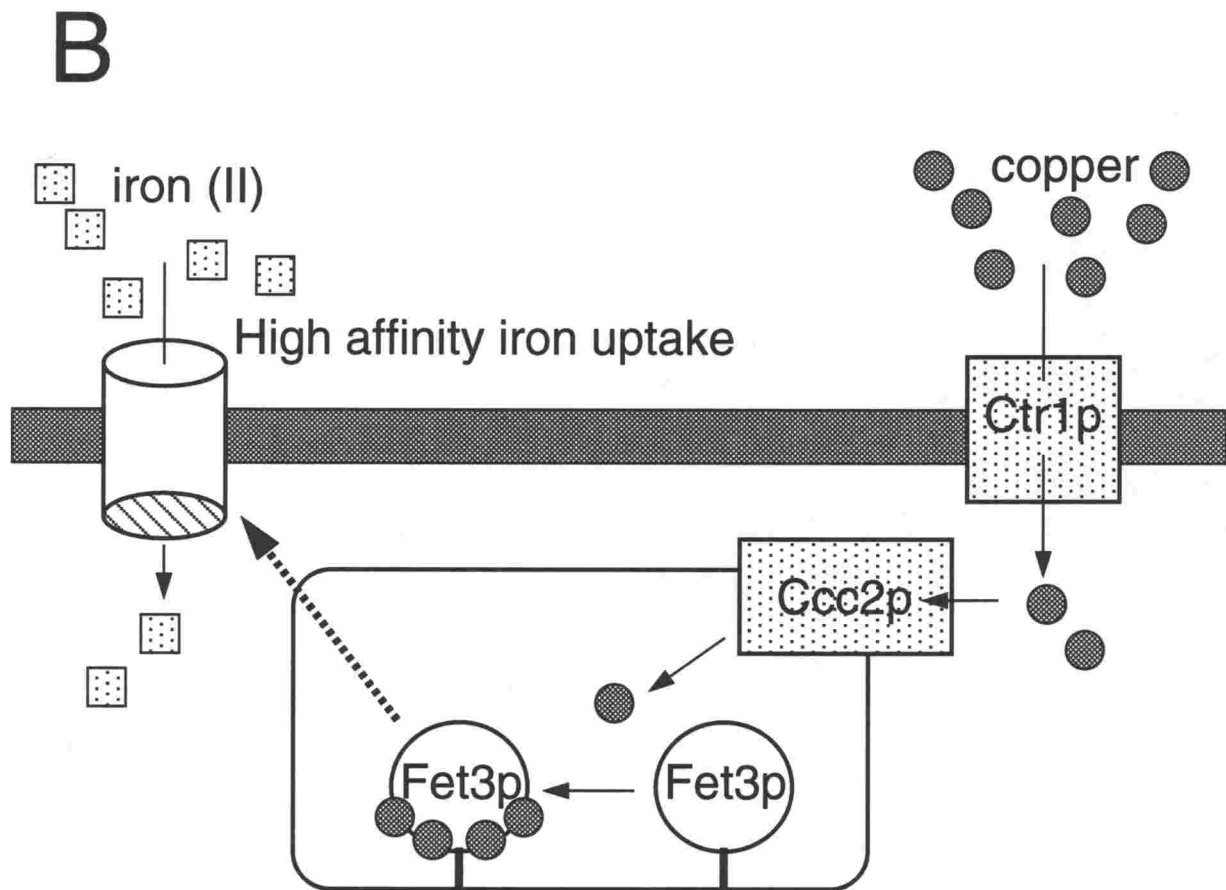 B
iron (II)
copper
High affinity iron uptake
Ctr1p
Ccc2p
Fet3p
Fet3p